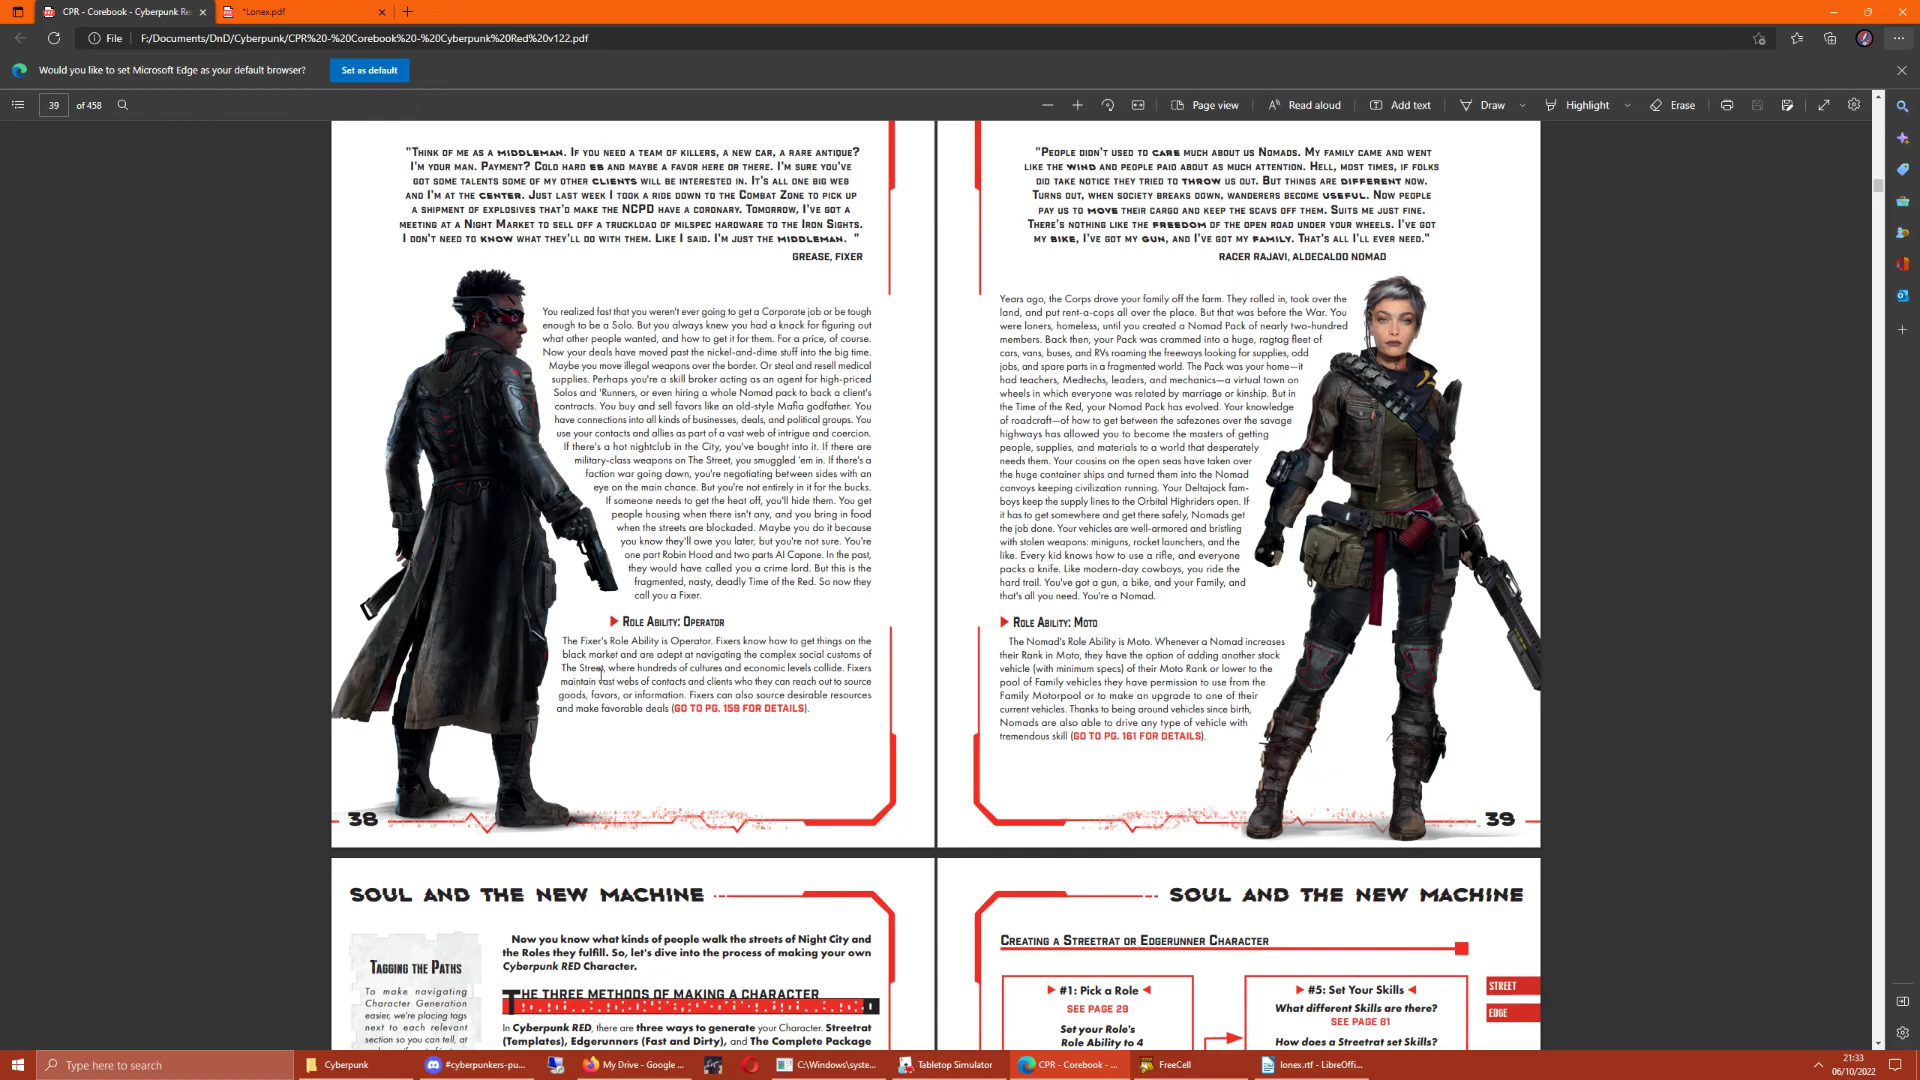 CPR - Corebook - Cyberpunk Re
*Lonex.pdf
File
F:/Documents/DnD/Cyberpunk/CPR%20-%20Corebook%20-%20Cyberpunk%20Red%20v122.pdf
Would you like to set Microsoft Edge as your default browser?
Set as default
39
of 458
Page view
Read aloud
Add text
Draw
Highlight
Erase
"Think of me as a middleman. If you need a team of killers, a new car, a rare antique?
I'm your man. Payment? Cold hard eb and maybe a favor here or there. I'm sure you've
got some talents some of my other clients will be interested in. It's all one big web
and I'm at the center. Just last week I took a ride down to the Combat Zone to pick up
a shipment of explosives that'd make the NCPD have a coronary. Tomorrow, I've got a
meeting at a Night Market to sell off a truckload of milspec hardware to the Iron Sights.
I don't need to know what they'll do with them. Like I said. I'm just the middleman. "
Grease, Fixer
You realized fast that you weren't ever going to get a Corporate job or be tough
enough to be a Solo. But you always knew you had a knack for figuring out
what other people wanted, and how to get it for them. For a price, of course.
Now your deals have moved past the nickel-and-dime stuff into the big time.
Maybe you move illegal weapons over the border. Or steal and resell medical
supplies. Perhaps you're a skill broker acting as an agent for high-priced
Solos and 'Runners, or even hiring a whole Nomad pack to back a client's
contracts. You buy and sell favors like an old-style Mafia godfather. You
have connections into all kinds of businesses, deals, and political groups. You
use your contacts and allies as part of a vast web of intrigue and coercion.
If there's a hot nightclub in the City, you've bought into it. If there are
military-class weapons on The Street, you smuggled 'em in. If there's a
faction war going down, you're negotiating between sides with an
eye on the main chance. But you're not entirely in it for the bucks.
If someone needs to get the heat off, you'll hide them. You get
people housing when there isn't any, and you bring in food
when the streets are blockaded. Maybe you do it because
you know they'll owe you later, but you're not sure. You're
one part Robin Hood and two parts Al Capone. In the past,
they would have called you a crime lord. But this is the
fragmented, nasty, deadly Time of the Red. So now they
call you a Fixer.
Role Ability: Operator
The Fixer's Role Ability is Operator. Fixers know how to get things on the
black market and are adept at navigating the complex social customs of
The Street, where hundreds of cultures and economic levels collide. Fixers
maintain vast webs of contacts and clients who they can reach out to source
goods, favors, or information. Fixers can also source desirable resources
and make favorable deals (GO TO PG. 159 FOR DETAILS).
38
"People didn't used to care much about us Nomads. My family came and went
like the wind and people paid about as much attention. Hell, most times, if folks
did take notice they tried to throw us out. But things are different now.
Turns out, when society breaks down, wanderers become useful. Now people
pay us to move their cargo and keep the scavs off them. Suits me just fine.
There's nothing like the freedom of the open road under your wheels. I've got
my bike, I've got my gun, and I've got my family. That's all I'll ever need."
Racer Rajavi, Aldecaldo Nomad
Years ago, the Corps drove your family off the farm. They rolled in, took over the
land, and put rent-a-cops all over the place. But that was before the War. You
were loners, homeless, until you created a Nomad Pack of nearly two-hundred
members. Back then, your Pack was crammed into a huge, ragtag fleet of
cars, vans, buses, and RVs roaming the freeways looking for supplies, odd
jobs, and spare parts in a fragmented world. The Pack was your home—it
had teachers, Medtechs, leaders, and mechanics—a virtual town on
wheels in which everyone was related by marriage or kinship. But in
the Time of the Red, your Nomad Pack has evolved. Your knowledge
of roadcraft—of how to get between the safezones over the savage
highways has allowed you to become the masters of getting
people, supplies, and materials to a world that desperately
needs them. Your cousins on the open seas have taken over
the huge container ships and turned them into the Nomad
convoys keeping civilization running. Your Deltajock fam-
boys keep the supply lines to the Orbital Highriders open. If
it has to get somewhere and get there safely, Nomads get
the job done. Your vehicles are well-armored and bristling
with stolen weapons: miniguns, rocket launchers, and the
like. Every kid knows how to use a rifle, and everyone
packs a knife. Like modern-day cowboys, you ride the
hard trail. You've got a gun, a bike, and your Family, and
that's all you need. You're a Nomad.
Role Ability: Moto
The Nomad's Role Ability is Moto. Whenever a Nomad increases
their Rank in Moto, they have the option of adding another stock
vehicle (with minimum specs) of their Moto Rank or lower to the
pool of Family vehicles they have permission to use from the
Family Motorpool or to make an upgrade to one of their
current vehicles. Thanks to being around vehicles since birth,
Nomads are also able to drive any type of vehicle with
tremendous skill (GO TO PG. 161 FOR DETAILS).
39
SOUL AND THE NEW MACHINE
Tagging the Paths
To make navigating
Character Generation
easier, we're placing tags
next to each relevant
section so you can tell, at
Now you know what kinds of people walk the streets of Night City and
the Roles they fulfill. So, let's dive into the process of making your own
Cyberpunk RED Character.
The Three Methods of Making a Character
In Cyberpunk RED, there are three ways to generate your Character. Streetrat
(Templates), Edgerunners (Fast and Dirty), and The Complete Package
SOUL AND THE NEW MACHINE
Creating a Streetrat or Edgerunner Character
#1: Pick a Role
SEE PAGE 29
Set your Role's
Role Ability to 4
#5: Set Your Skills
What different Skills are there?
SEE PAGE 81
How does a Streetrat set Skills?
STREET
EDGE
Type here to search
Cyberpunk
#cyberpunkers-pu...
My Drive - Google ...
C:\Windows\syste...
Tabletop Simulator
CPR - Corebook - ...
FreeCell
lonex.rtf - LibreOffi...
21:33
06/10/2022